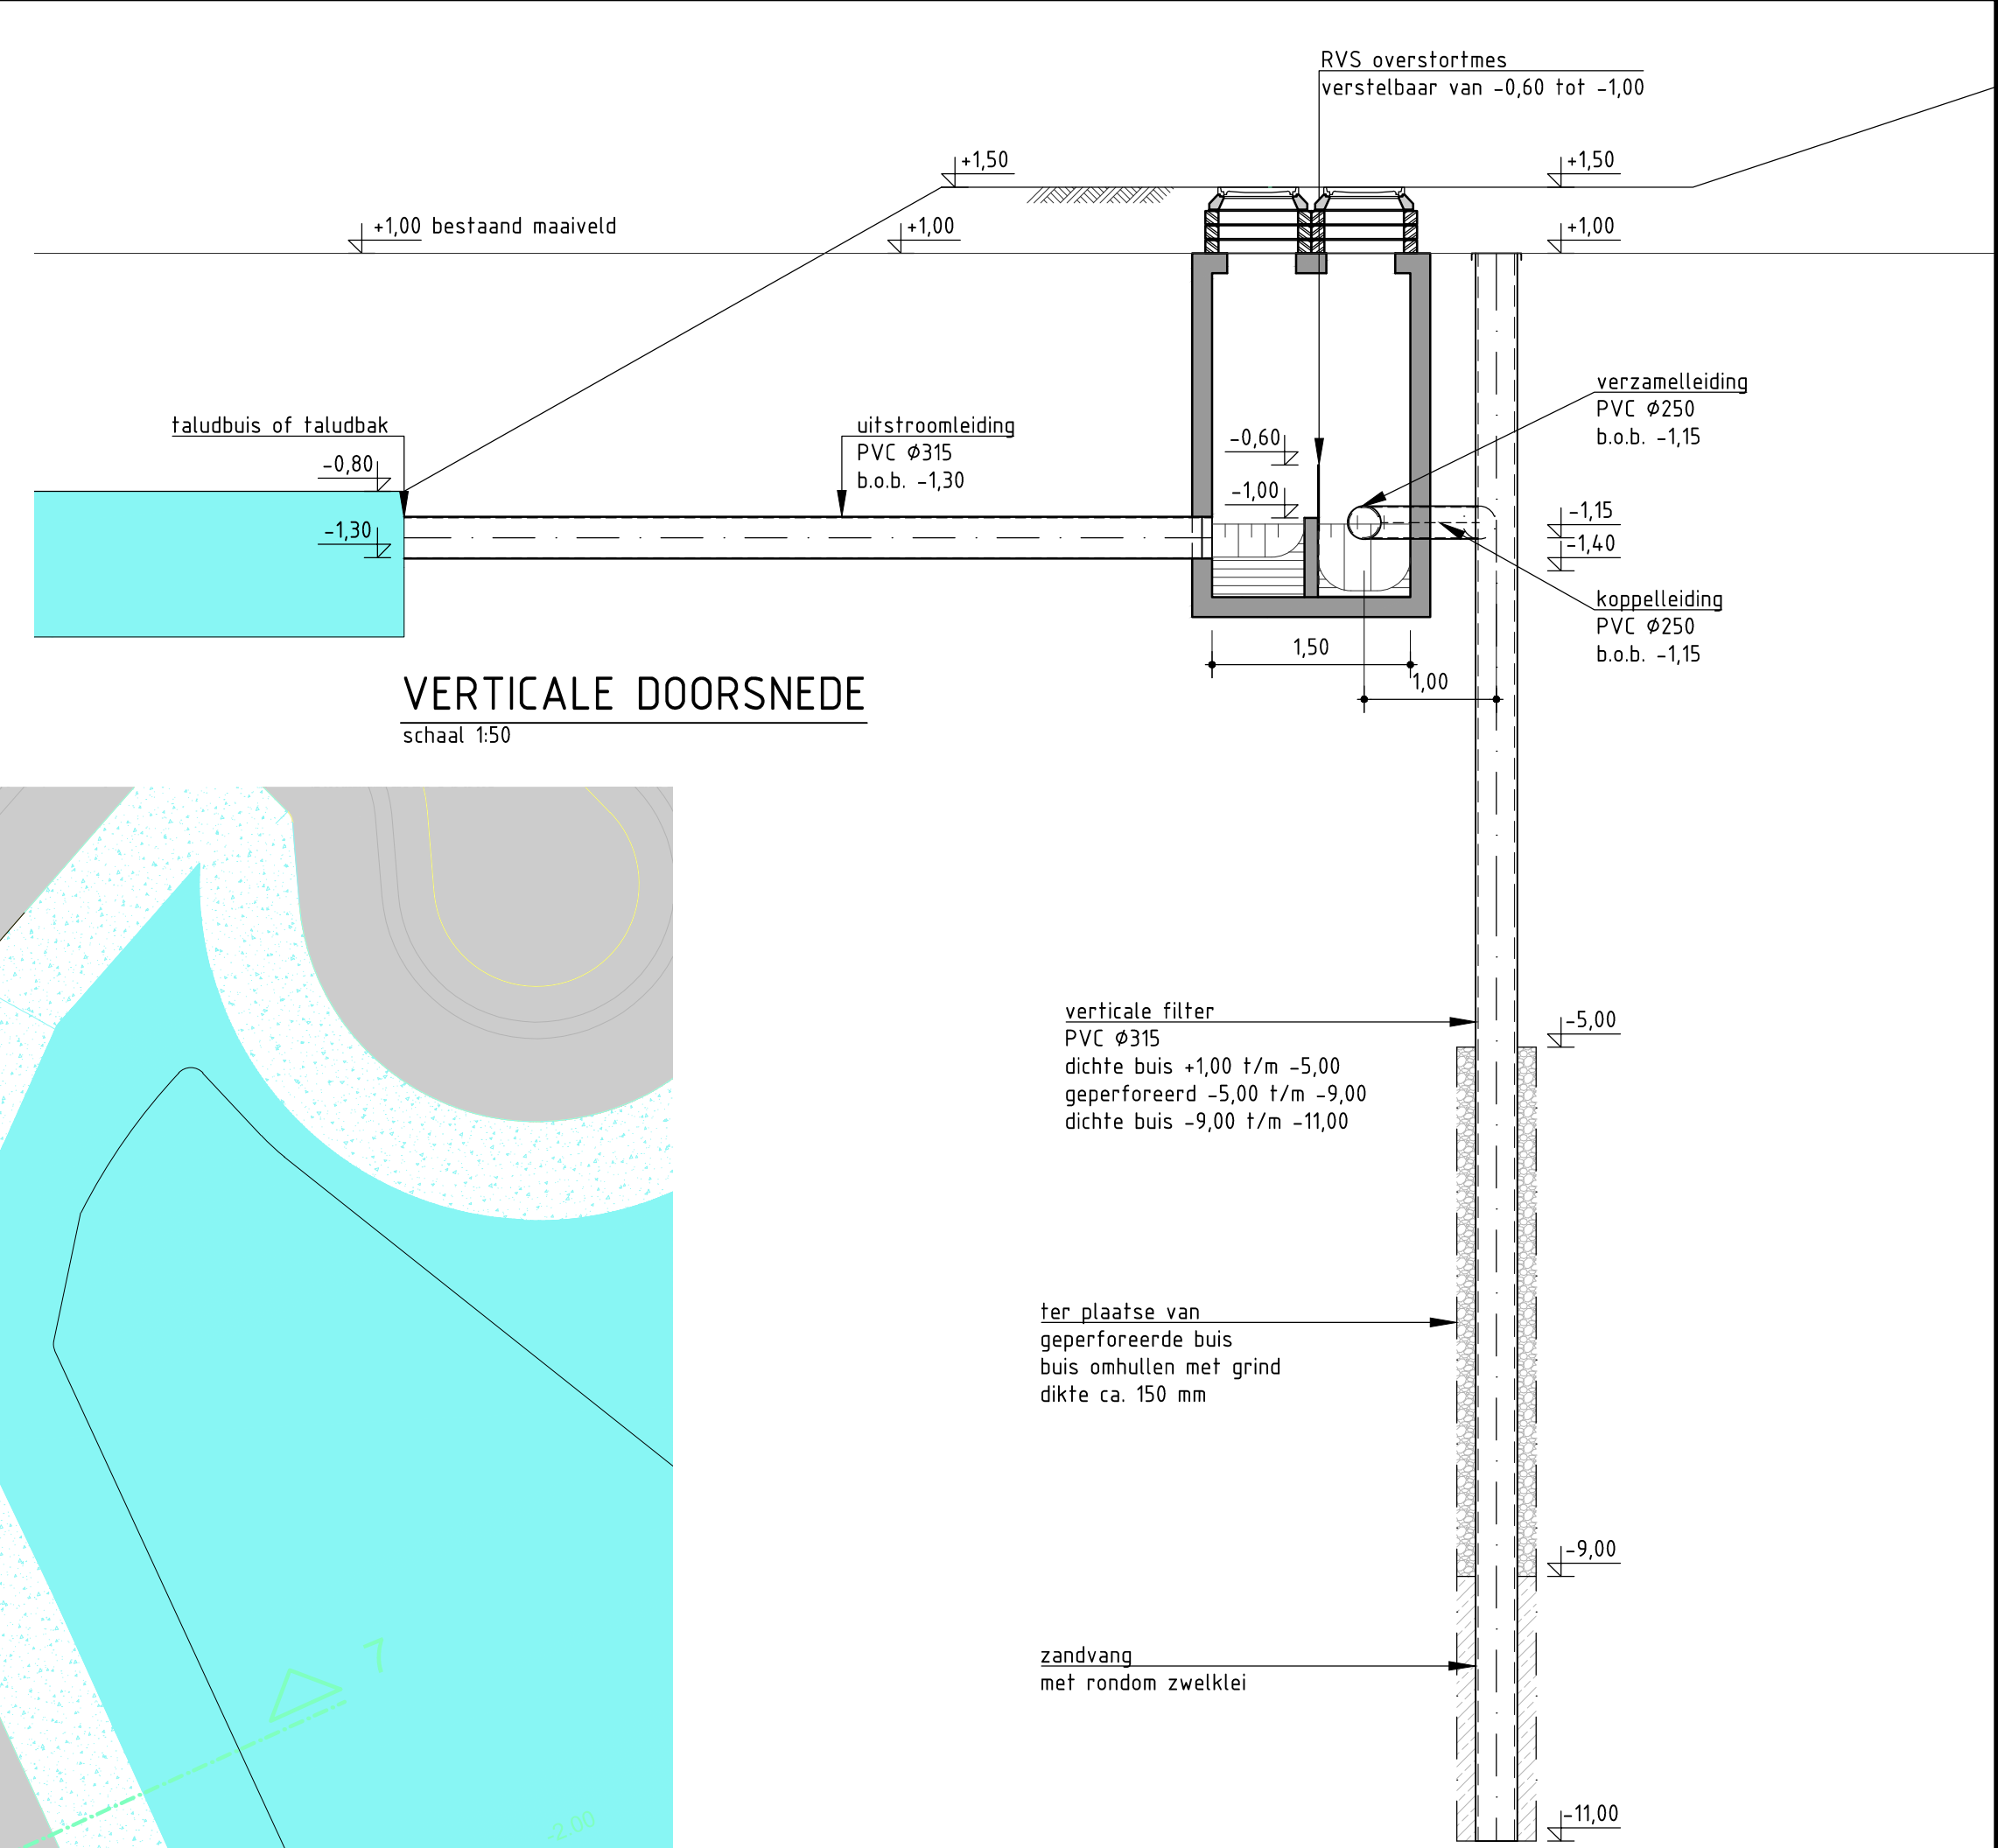 RVS overstortmes
verstelbaar van -0,60 tot -1,00
+1,50
+1,50
+1,00 bestaand maaiveld
+1,00
+1,00
verzamelleiding
PVC Ø250
b.o.b. -1,15
taludbuis of taludbak
uitstroomleiding
PVC Ø315
b.o.b. -1,30
-0,80
-0,60
-1,00
-1,30
-1,15
-1,40
koppelleiding
PVC Ø250
b.o.b. -1,15
1,50
1,00
VERTICALE DOORSNEDE
schaal 1:50
verticale filter
PVC Ø315
dichte buis +1,00 t/m -5,00
geperforeerd -5,00 t/m -9,00
dichte buis -9,00 t/m -11,00
-5,00
ter plaatse van
geperforeerde buis
buis omhullen met grind
dikte ca. 150 mm
-9,00
zandvang
met rondom zwelklei
7
-2.00
-11,00